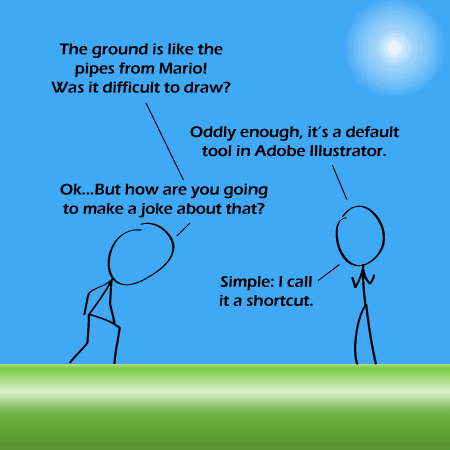 The ground is like the
pipes from Mario!
Was it difficult to draw?
Oddly enough, it's a default
tool in Adobe Illustrator.
Ok...But how are you going
to make a joke about that?
Simple: I call
it a shortcut.